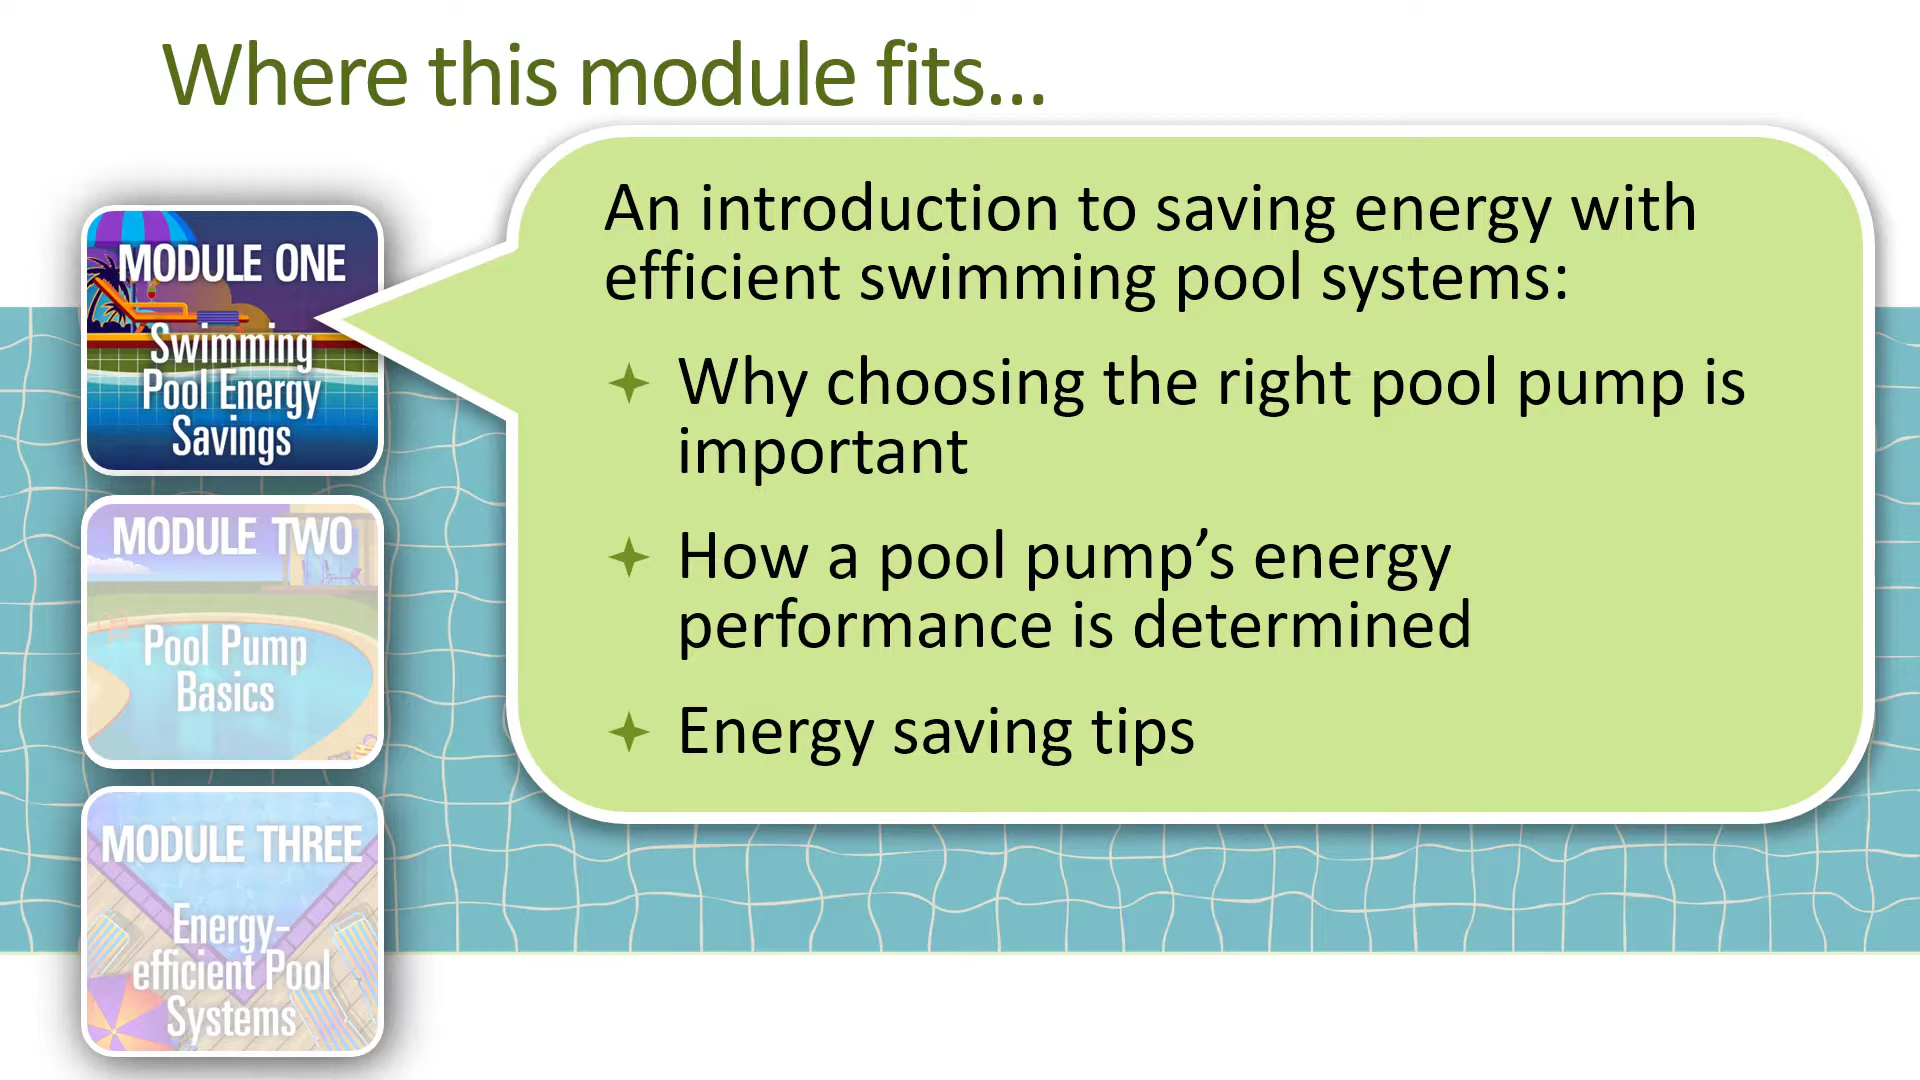 Where this module fits...
MODULE ONE
Swimming
Pool Energy
Savings
MODULE TWO
Pool Pump
Basics
MODULE THREE
Energy-
efficient Pool
Systems
An introduction to saving energy with
efficient swimming pool systems:
Why choosing the right pool pump is
important
How a pool pump’s energy
performance is determined
Energy saving tips